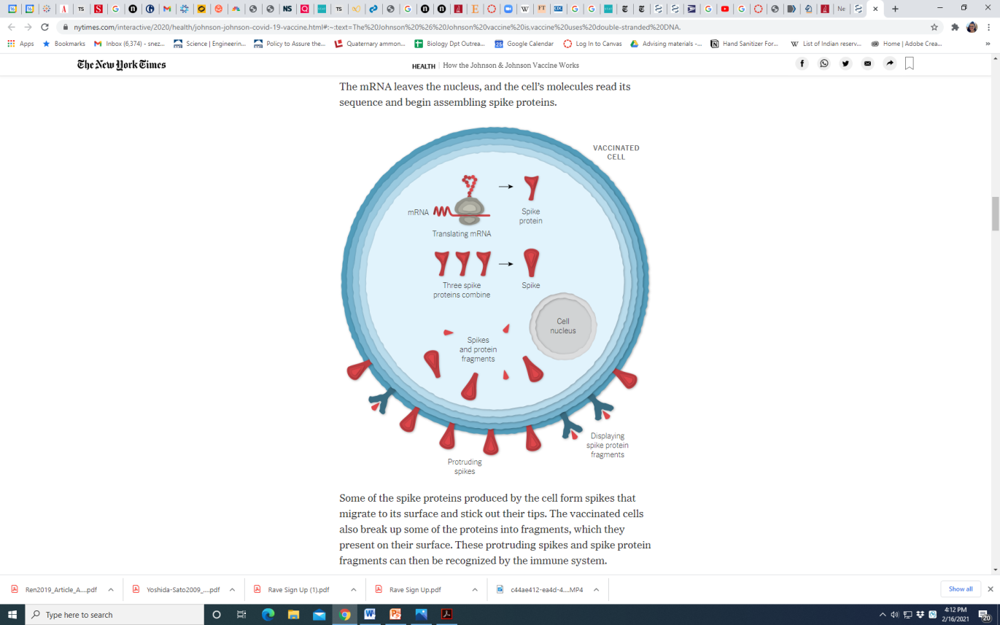 TS
NS
TS
FT
CDC
Ne
nytimes.com/interactive/2020/health/johnson-johnson-covid-19-vaccine.html#:~:text=The%20Johnson%20%26%20Johnson%20vaccine%20is,vaccine%20uses%20double-stranded%20DNA.
Apps Bookmarks Inbox (6,374) - snez... Science | Engineerin... Policy to Assure the... Quaternary ammon... Biology Dpt Outrea... Google Calendar Log In to Canvas Advising materials -... Hand Sanitizer For... List of Indian reserv... Home | Adobe Crea... »
The New York Times HEALTH | How the Johnson & Johnson Vaccine Works
The mRNA leaves the nucleus, and the cell's molecules read its
sequence and begin assembling spike proteins.
VACCINATED
CELL
mRNA
Translating mRNA
Spike
protein
Three spike
proteins combine
Spike
Cell
nucleus
Spikes
and protein
fragments
Displaying
spike protein
fragments
Protruding
spikes
Some of the spike proteins produced by the cell form spikes that
migrate to its surface and stick out their tips. The vaccinated cells
also break up some of the proteins into fragments, which they
present on their surface. These protruding spikes and spike protein
fragments can then be recognized by the immune system.
Ren2019_Article_A....pdf Yoshida-Sato2009_....pdf Rave Sign Up (1).pdf Rave Sign Up.pdf c44ae412-ea4d-4....MP4 Show all
Type here to search
4:12 PM
2/16/2021
20